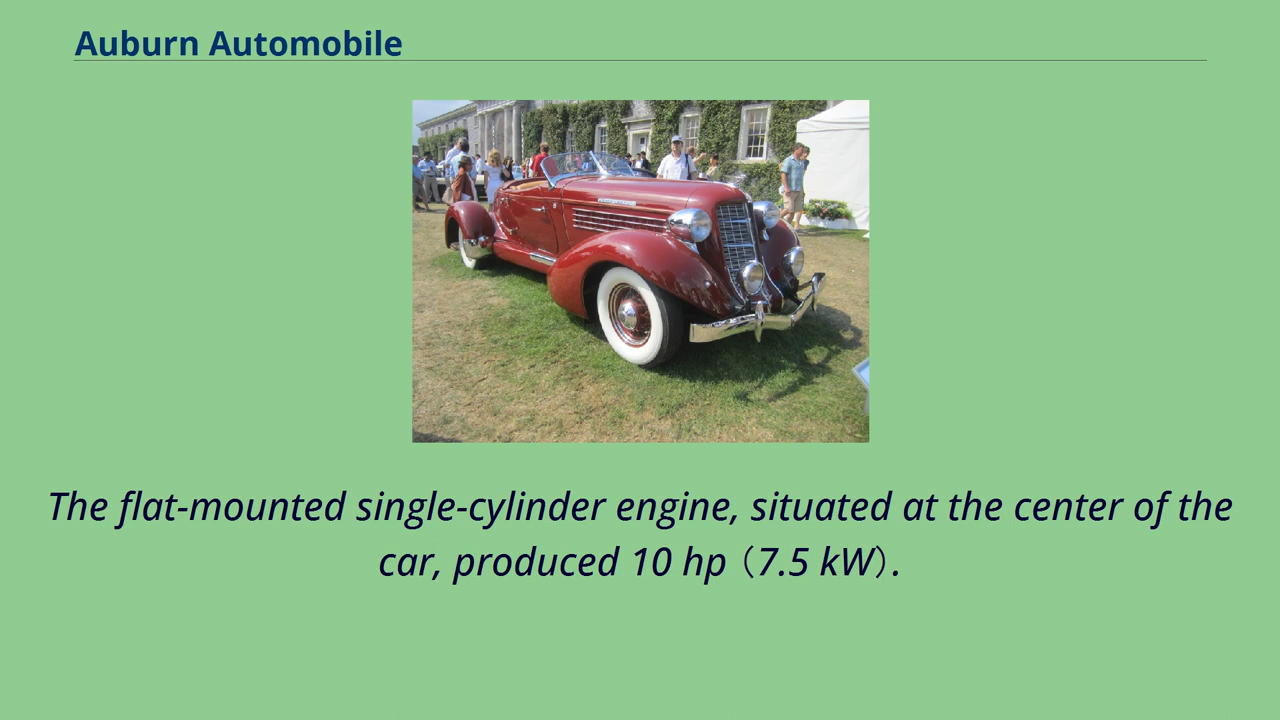 Auburn Automobile
The flat-mounted single-cylinder engine, situated at the center of the
car, produced 10 hp（7.5 kW）.